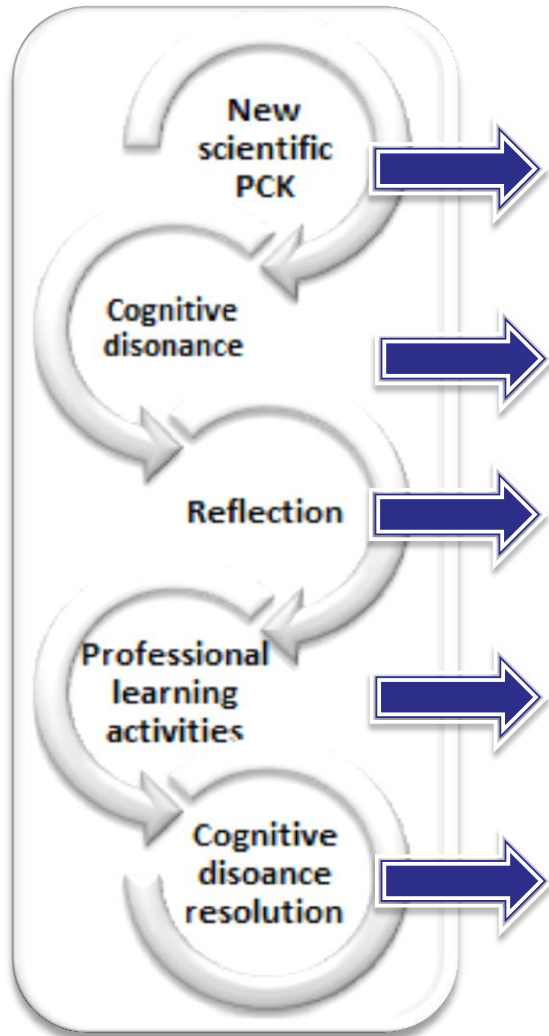 New
scientific
PCK
Cognitive
disonance
Reflection
Professional
learning
activities
Cognitive
disoance
resolution